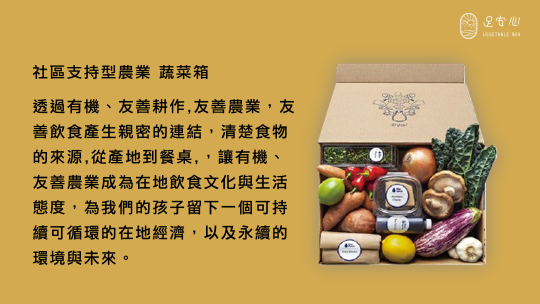 足安心
VEGETABLE BOX
社區支持型農業 蔬菜箱
透過有機、友善耕作,友善農業，友
善飲食產生親密的連結，清楚食物
的來源,從產地到餐桌,，讓有機、
友善農業成為在地飲食文化與生活
態度，為我們的孩子留下一個可持
續可循環的在地經濟，以及永續的
環境與未來。